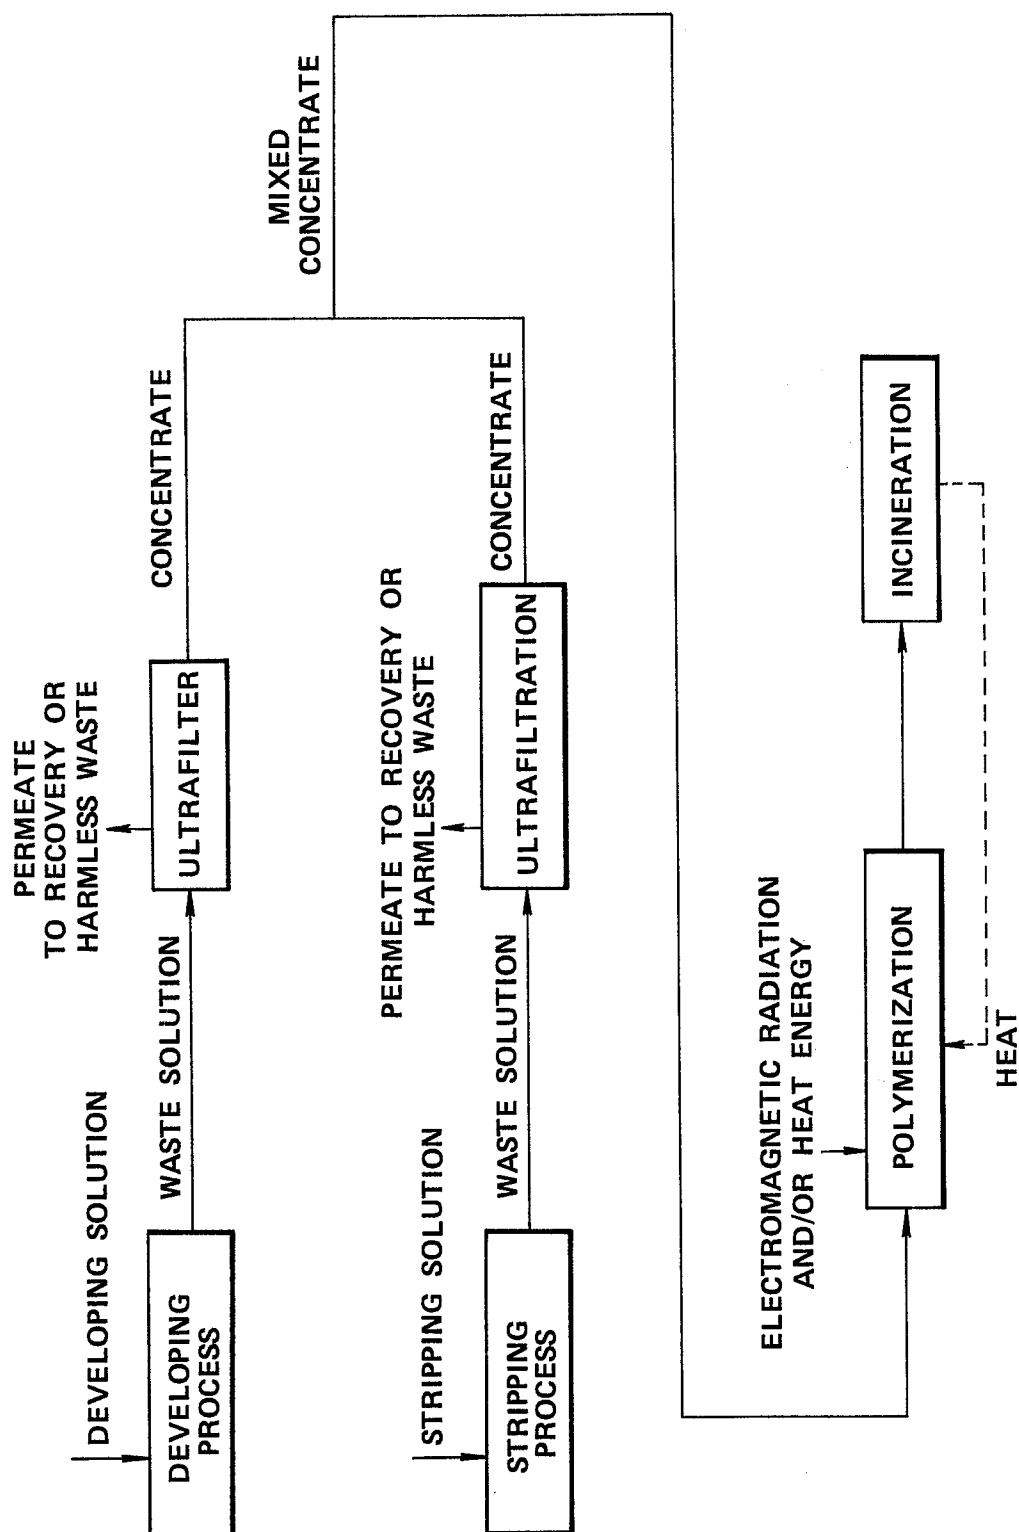 DEVELOPING SOLUTION
DEVELOPING
PROCESS
WASTE SOLUTION
PERMEATE
TO RECOVERY OR
HARMLESS WASTE
ULTRAFILTER
CONCENTRATE
STRIPPING SOLUTION
STRIPPING
PROCESS
WASTE SOLUTION
PERMEATE TO RECOVERY OR
HARMLESS WASTE
ULTRAFILTRATION
CONCENTRATE
MIXED
CONCENTRATE
ELECTROMAGNETIC RADIATION
AND/OR HEAT ENERGY
POLYMERIZATION
INCINERATION
HEAT